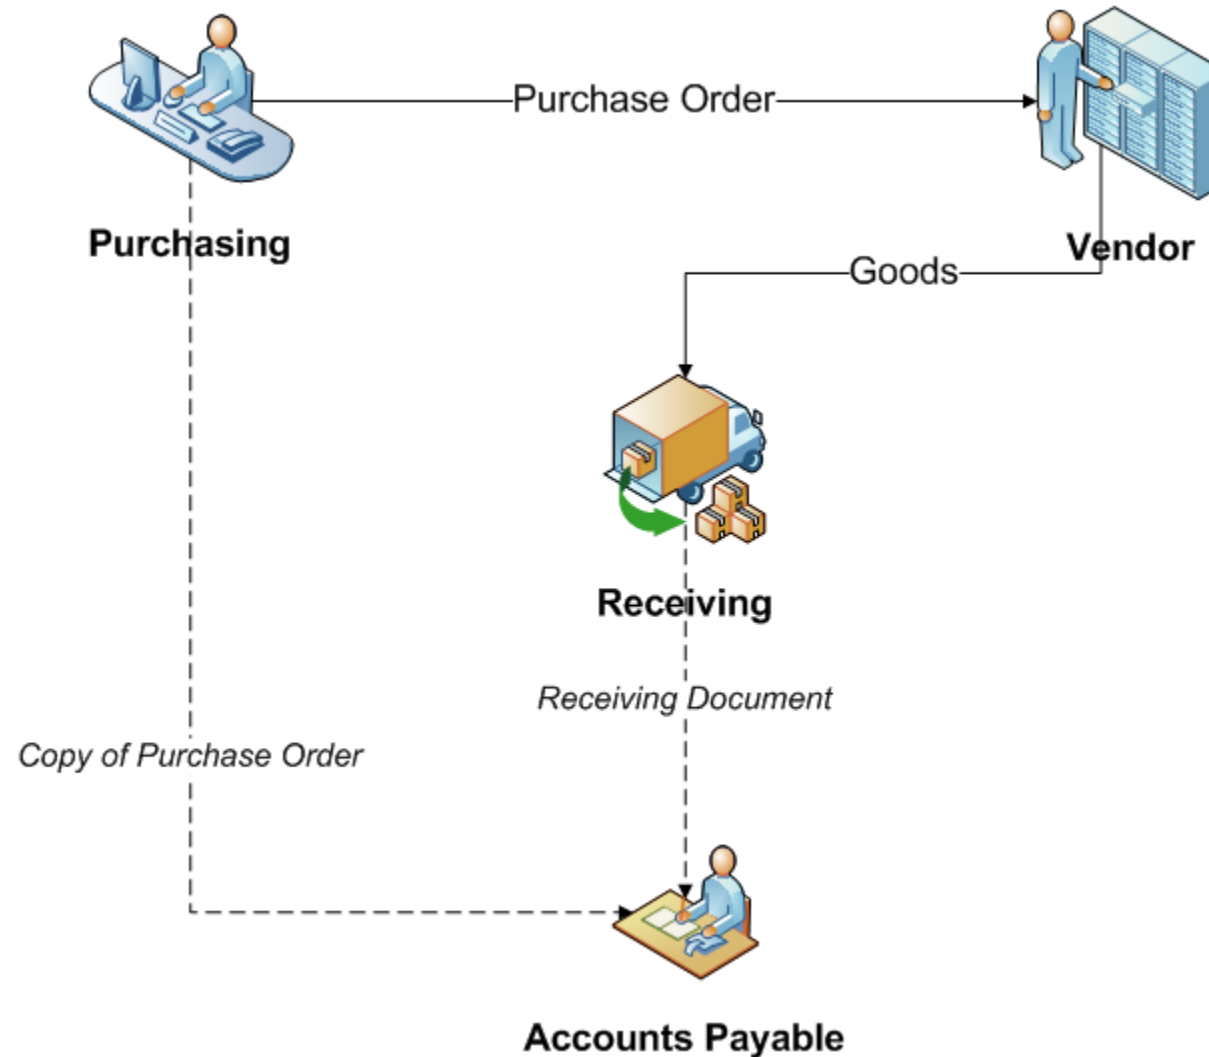 Purchase Order
Purchasing
Vendor
Goods
Receiving
Receiving Document
Copy of Purchase Order
Accounts Payable